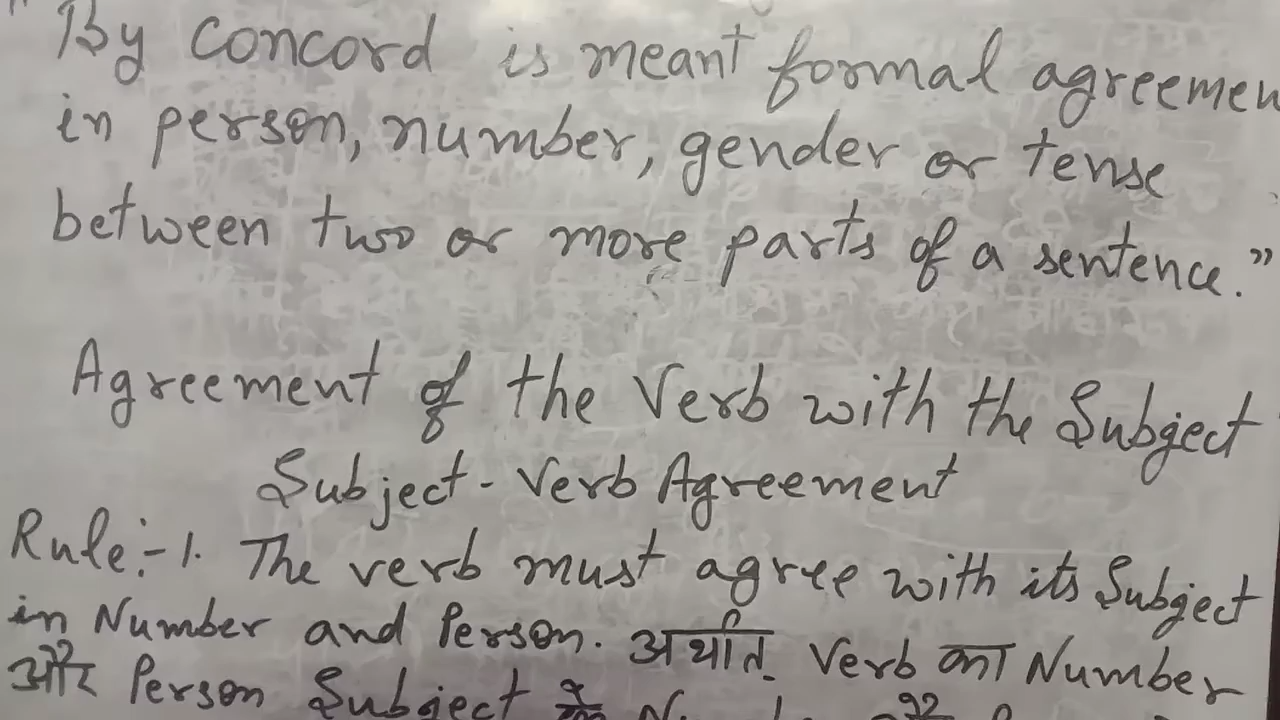 "By Concord is meant formal agreemen
in person, number, gender or tense
between two or more parts of a sentence."
Agreement of the Verb with the Subject
Subject-Verb Agreement
Rule:-1. The verb must agree with its Subject
in Number and Person. अर्थात Verb का Number
और Person Subject के